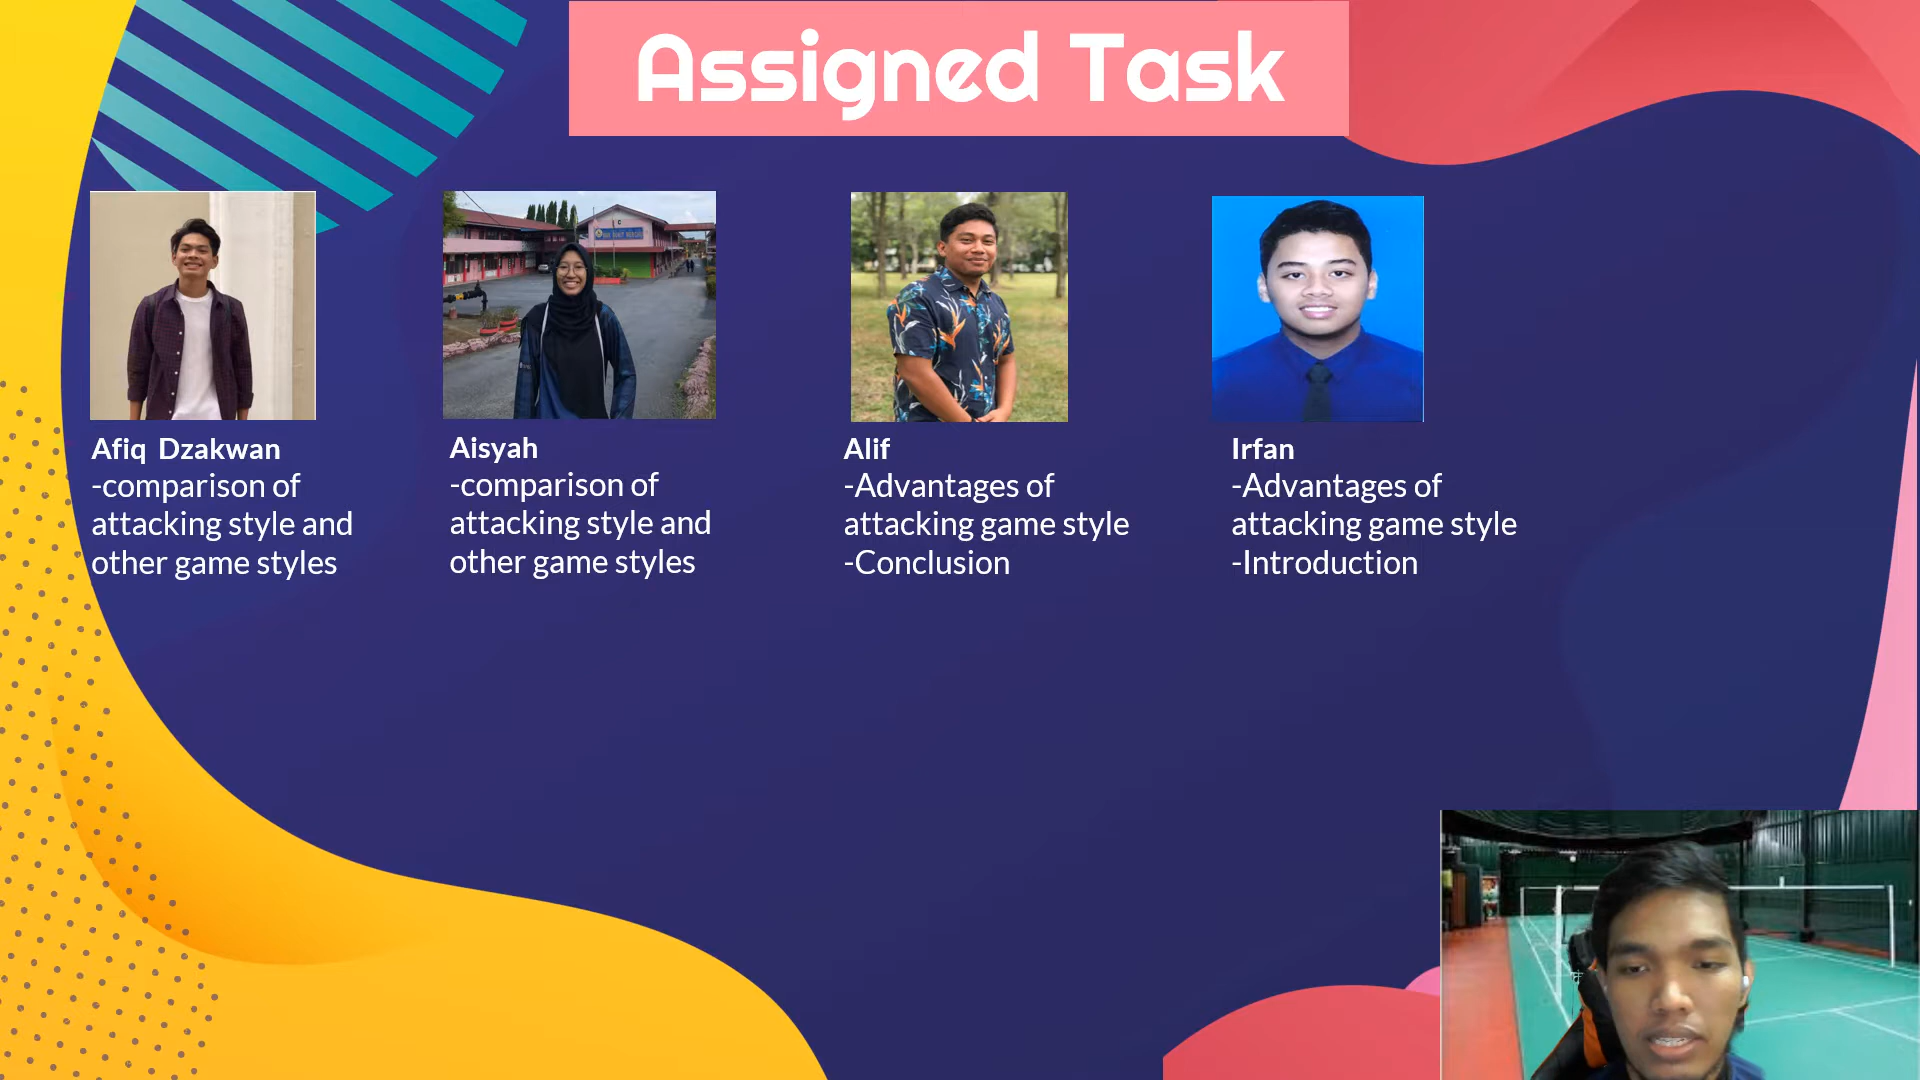 Assigned Task
Afiq Dzakwan
-comparison of
attacking style and
other game styles
Aisyah
-comparison of
attacking style and
other game styles
Alif
-Advantages of
attacking game style
-Conclusion
Irfan
-Advantages of
attacking game style
-Introduction